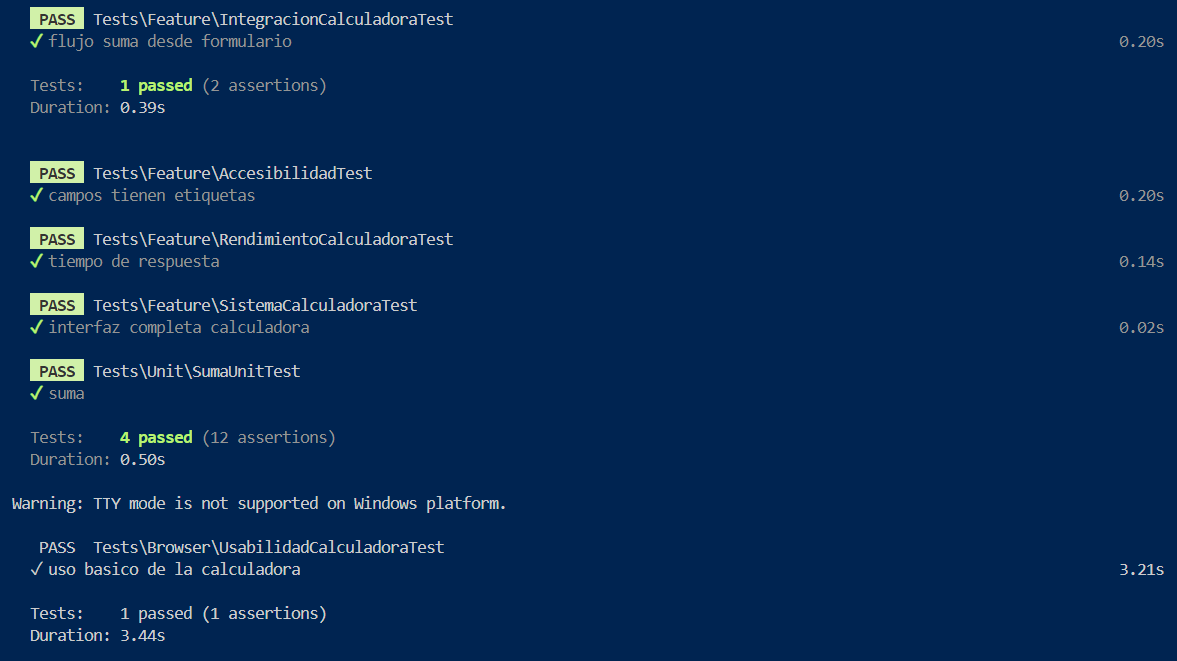 PASS Tests\Feature\IntegracionCalculadoraTest
✓ flujo suma desde formulario 0.20s
Tests: 1 passed (2 assertions)
Duration: 0.39s
PASS Tests\Feature\AccesibilidadTest
✓ campos tienen etiquetas 0.20s
PASS Tests\Feature\RendimientoCalculadoraTest
✓ tiempo de respuesta 0.14s
PASS Tests\Feature\SistemaCalculadoraTest
✓ interfaz completa calculadora 0.02s
PASS Tests\Unit\SumaUnitTest
✓ suma
Tests: 4 passed (12 assertions)
Duration: 0.50s
Warning: TTY mode is not supported on Windows platform.
PASS Tests\Browser\UsabilidadCalculadoraTest
✓ uso basico de la calculadora 3.21s
Tests: 1 passed (1 assertions)
Duration: 3.44s